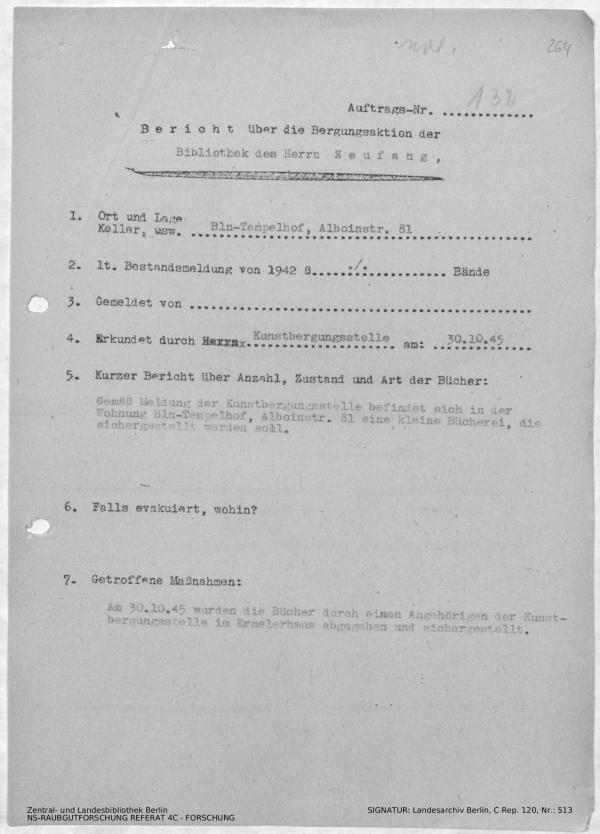 264
Auftrags-Nr. ..............
B e r i c h t über die Bergungsaktion der
Bibliothek des Herrn N e u f a n g ,
1. Ort und Lage
Keller, usw. Bln-Tempelhof, Alboinstr. 81
2. lt. Bestandsmeldung von 1942 ß.....:/:........... Bände
3. Gemeldet von ...............................................
4. Erkundet durch Herrn Kunstbergungsstelle am: 30.10.45
5. Kurzer Bericht über Anzahl, Zustand und Art der Bücher:
Gemäß Meldung der Kunstbergungsstelle befindet sich in der
Wohnung Bln-Tempelhof, Alboinstr. 81 eine kleine Bücherei, die
sichergestellt werden soll.
6. Falls evakuiert, wohin?
7. Getroffene Maßnahmen:
Am 30.10.45 wurden die Bücher durch einen Angehörigen der Kunst-
bergungsstelle im Ermelerhaus abgegeben und sichergestellt.
Zentral- und Landesbibliothek Berlin
NS-RAUBGUTFORSCHUNG REFERAT 4C - FORSCHUNG
SIGNATUR: Landesarchiv Berlin, C Rep. 120, Nr.: 513